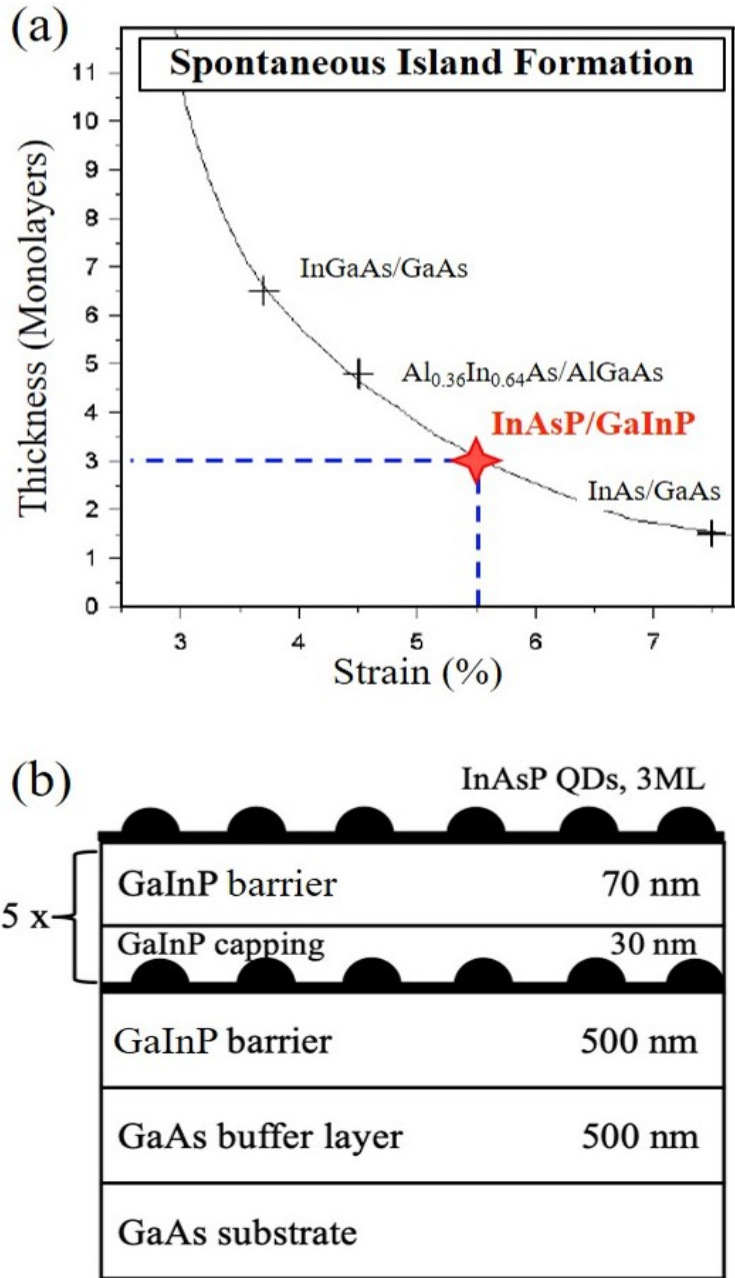 (a)
Spontaneous Island Formation
Thickness (Monolayers)
11
10
9
8
7
6
5
4
3
2
1
0
InGaAs/GaAs
Al₀.₃₆In₀.₆₄As/AlGaAs
InAsP/GaInP
InAs/GaAs
3 4 5 6 7
Strain (%)
(b)
InAsP QDs, 3ML
5 x
GaInP barrier 70 nm
GaInP capping 30 nm
GaInP barrier 500 nm
GaAs buffer layer 500 nm
GaAs substrate